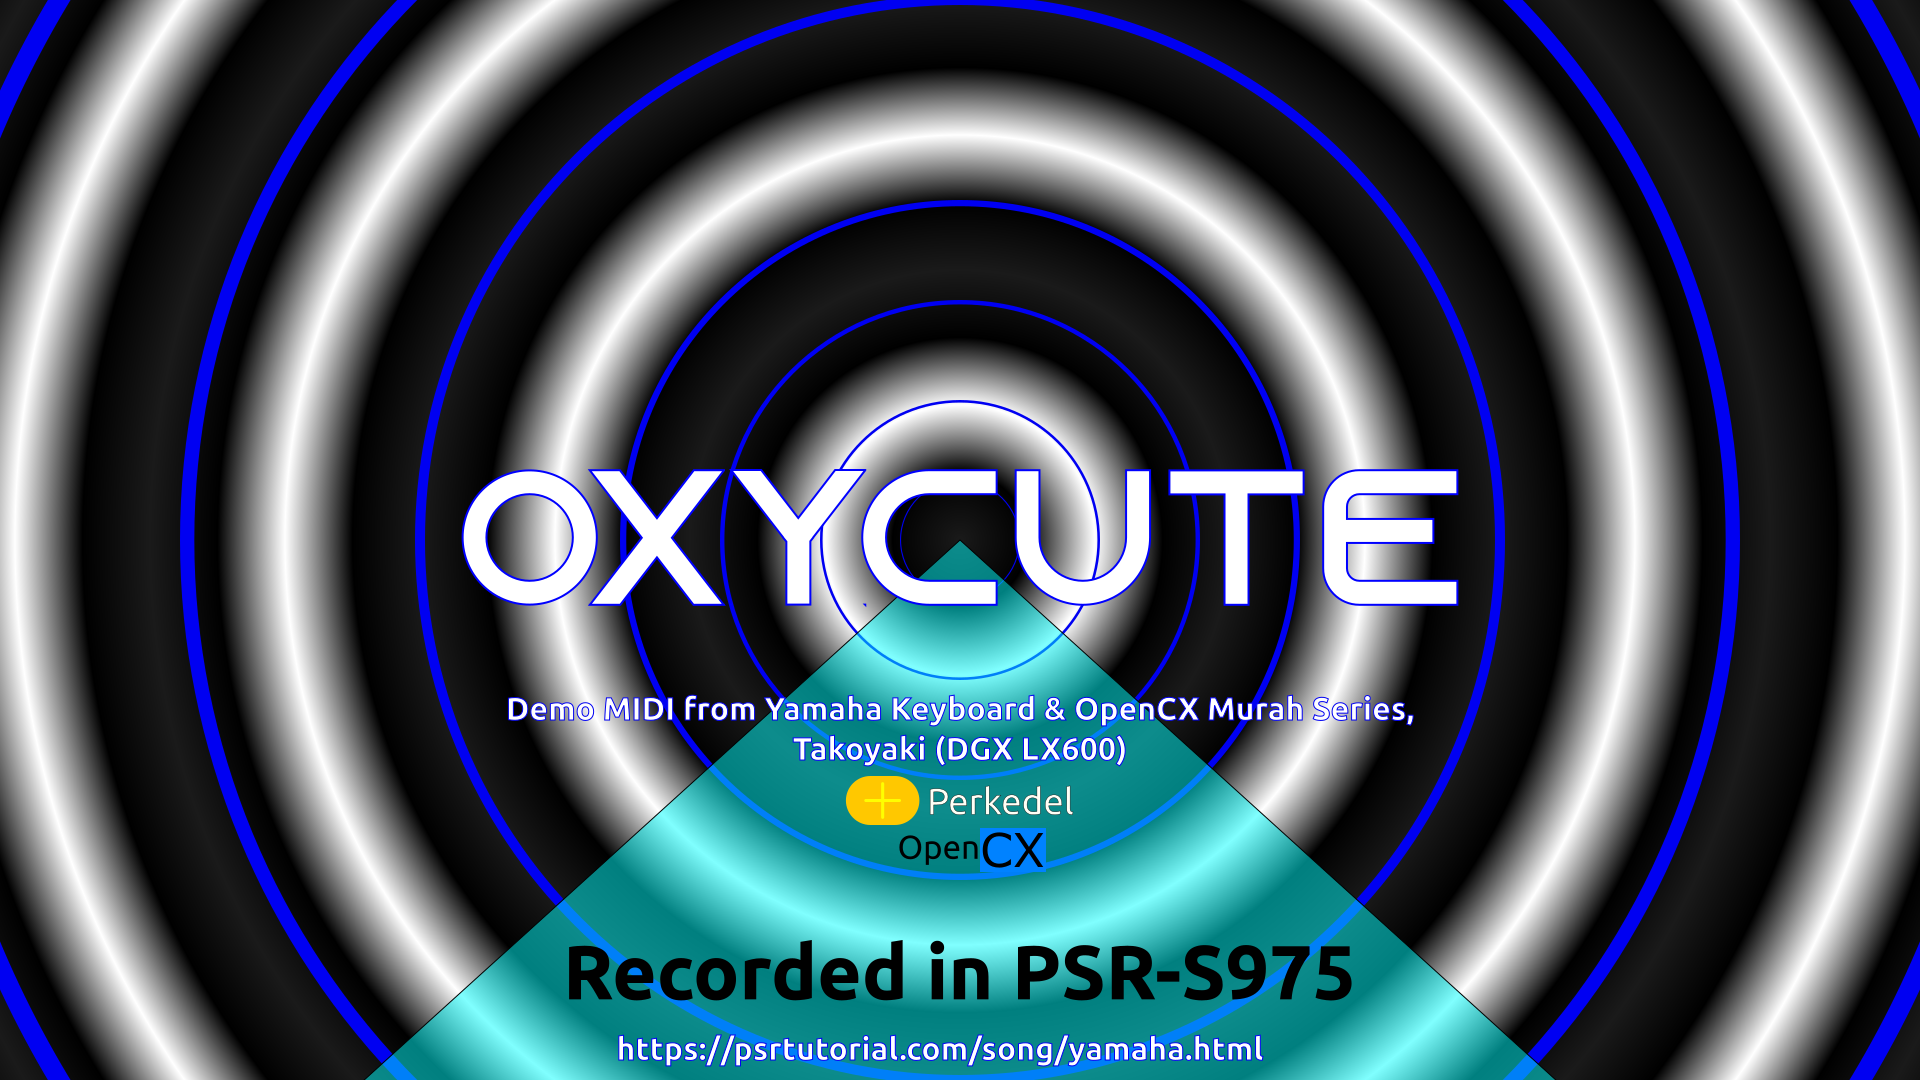 OXYCUTE
Demo MIDI from Yamaha Keyboard & OpenCX Murah Series,
Takoyaki (DGX LX600)
Perkedel
OpenCX
Recorded in PSR-S975
https://psrtutorial.com/song/yamaha.html